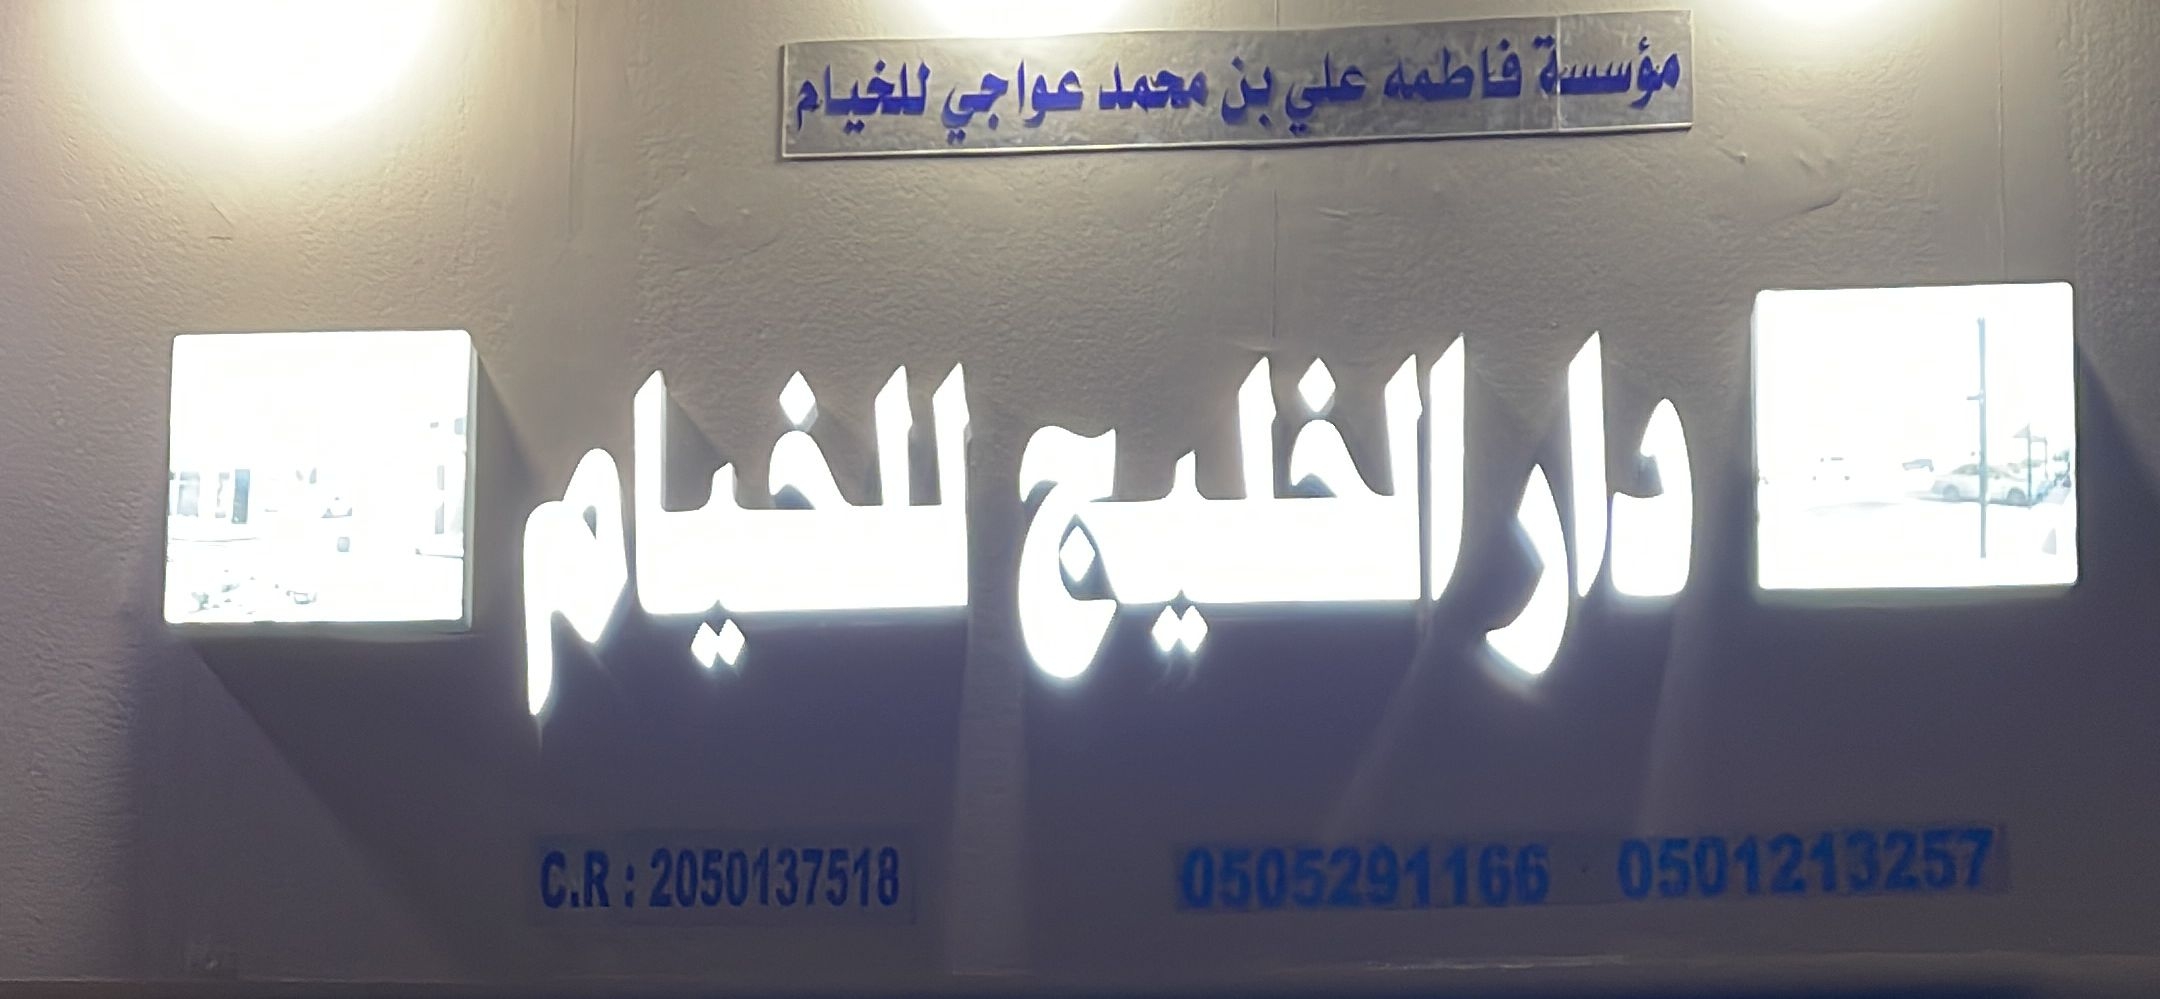 مؤسسة فاطمه علي بن محمد عواجي للخيام
دار الخليج للخيام
C.R : 2050137518
0505291166 0501213257